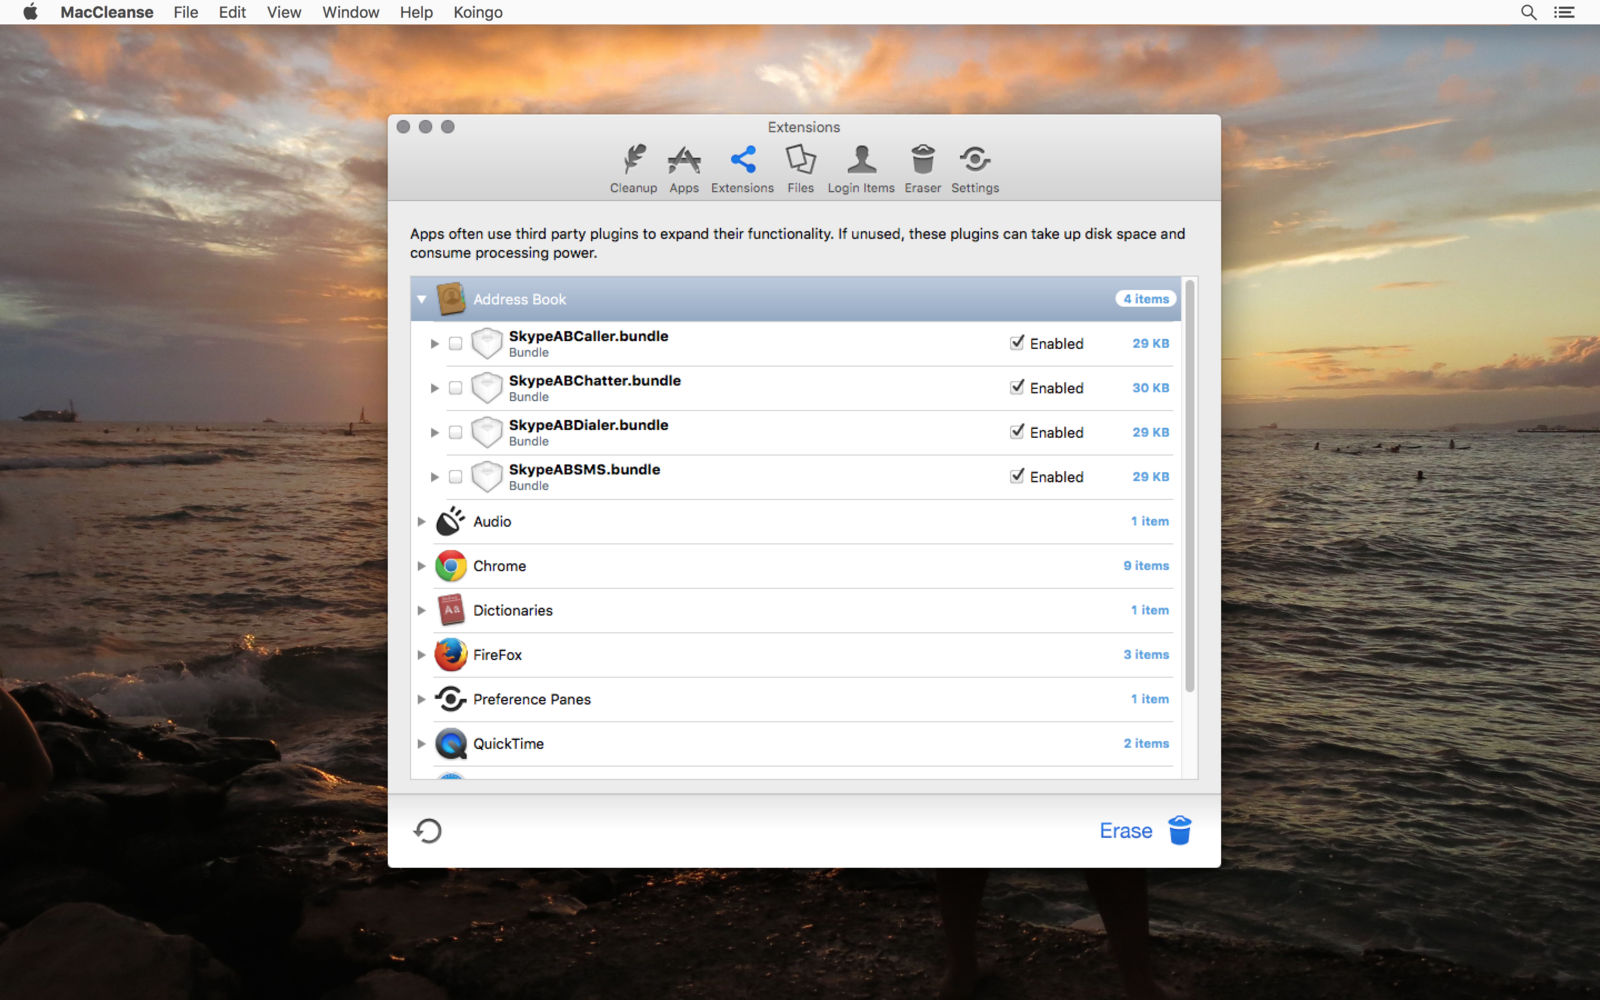 MacCleanse File Edit View Window Help Koingo
Extensions
Cleanup Apps Extensions Files Login Items Eraser Settings
Apps often use third party plugins to expand their functionality. If unused, these plugins can take up disk space and
consume processing power.
Address Book 4 items
SkypeABCaller.bundle Enabled 29 KB
Bundle
SkypeABChatter.bundle Enabled 30 KB
Bundle
SkypeABDialer.bundle Enabled 29 KB
Bundle
SkypeABSMS.bundle Enabled 29 KB
Bundle
Audio 1 item
Chrome 9 items
Aa Dictionaries 1 item
FireFox 3 items
Preference Panes 1 item
QuickTime 2 items
Erase